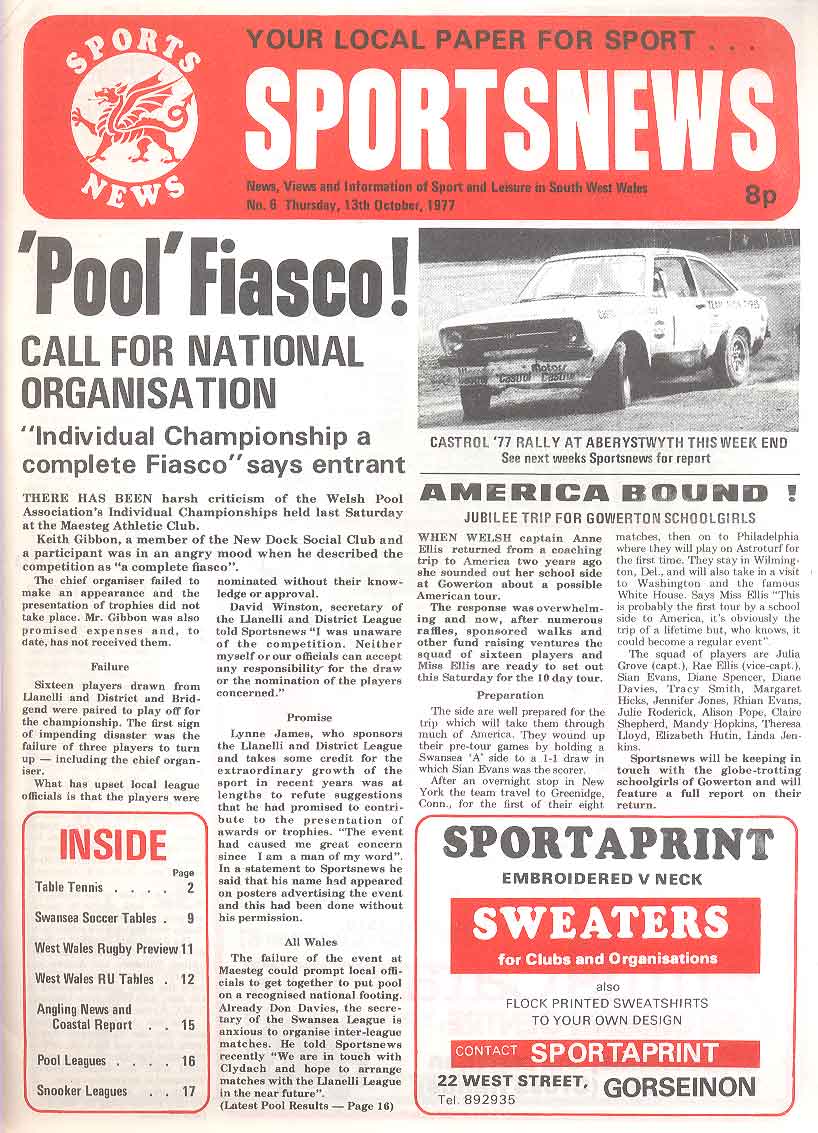 SPORTS
NEWS
YOUR LOCAL PAPER FOR SPORT . . .
SPORTSNEWS
News, Views and Information of Sport and Leisure in South West Wales
No. 6 Thursday, 13th October, 1977
8p
'Pool' Fiasco!
CALL FOR NATIONAL
ORGANISATION
"Individual Championship a
complete Fiasco" says entrant
THERE HAS BEEN harsh criticism of the Welsh Pool
Association's Individual Championships held last Saturday
at the Maesteg Athletic Club.
Keith Gibbon, a member of the New Dock Social Club and
a participant was in an angry mood when he described the
competition as "a complete fiasco".
The chief organiser failed to
make an appearance and the
presentation of trophies did not
take place. Mr. Gibbon was also
promised expenses and, to
date, has not received them.
Failure
Sixteen players drawn from
Llanelli and District and Brid-
gend were paired to play off for
the championship. The first sign
of impending disaster was the
failure of three players to turn
up — including the chief organ-
iser.
What has upset local league
officials is that the players were
nominated without their know-
ledge or approval.
David Winston, secretary of
the Llanelli and District League
told Sportsnews "I was unaware
of the competition. Neither
myself or our officials can accept
any responsibility for the draw
or the nomination of the players
concerned."
Promise
Lynne James, who sponsors
the Llanelli and District League
and takes some credit for the
extraordinary growth of the
sport in recent years was at
lengths to refute suggestions
that he had promised to contri-
bute to the presentation of
awards or trophies. "The event
had caused me great concern
since I am a man of my word".
In a statement to Sportsnews he
said that his name had appeared
on posters advertising the event
and this had been done without
his permission.
All Wales
The failure of the event at
Maesteg could prompt local offi-
cials to get together to put pool
on a recognised national footing.
Already Don Davies, the secre-
tary of the Swansea League is
anxious to organise inter-league
matches. He told Sportsnews
recently "We are in touch with
Clydach and hope to arrange
matches with the Llanelli League
in the near future".
(Latest Pool Results — Page 16)
INSIDE
Page
Table Tennis . . . . 2
Swansea Soccer Tables . 9
West Wales Rugby Preview 11
West Wales RU Tables . 12
Angling News and
Coastal Report . . 15
Pool Leagues . . . . 16
Snooker Leagues . . 17
Motors
Castrol Castrol
CASTROL '77 RALLY AT ABERYSTWYTH THIS WEEK END
See next weeks Sportsnews for report
AMERICA BOUND !
JUBILEE TRIP FOR GOWERTON SCHOOLGIRLS
WHEN WELSH captain Anne
Ellis returned from a coaching
trip to America two years ago
she sounded out her school side
at Gowerton about a possible
American tour.
The response was overwhelm-
ing and now, after numerous
raffles, sponsored walks and
other fund raising ventures the
squad of sixteen players and
Miss Ellis are ready to set out
this Saturday for the 10 day tour.
Preparation
The side are well prepared for the
trip which will take them through
much of America. They wound up
their pre-tour games by holding a
Swansea 'A' side to a 1-1 draw in
which Sian Evans was the scorer.
After an overnight stop in New
York the team travel to Greenidge,
Conn., for the first of their eight
matches, then on to Philadelphia
where they will play on Astroturf for
the first time. They stay in Wilming-
ton, Del., and will also take in a visit
to Washington and the famous
White House. Says Miss Ellis "This
is probably the first tour by a school
side to America, it's obviously the
trip of a lifetime but, who knows, it
could become a regular event".
The squad of players are Julia
Grove (capt.), Rae Ellis (vice-capt.),
Sian Evans, Diane Spencer, Diane
Davies, Tracy Smith, Margaret
Hicks, Jennifer Jones, Rhian Evans,
Julie Roderick, Alison Pope, Claire
Shepherd, Mandy Hopkins, Theresa
Lloyd, Elizabeth Hutin, Linda Jen-
kins.
Sportsnews will be keeping in
touch with the globe-trotting
schoolgirls of Gowerton and will
feature a full report on their
return.
SPORTAPRINT
EMBROIDERED V NECK
SWEATERS
for Clubs and Organisations
also
FLOCK PRINTED SWEATSHIRTS
TO YOUR OWN DESIGN
CONTACT SPORTAPRINT
22 WEST STREET, GORSEINON
Tel. 892935